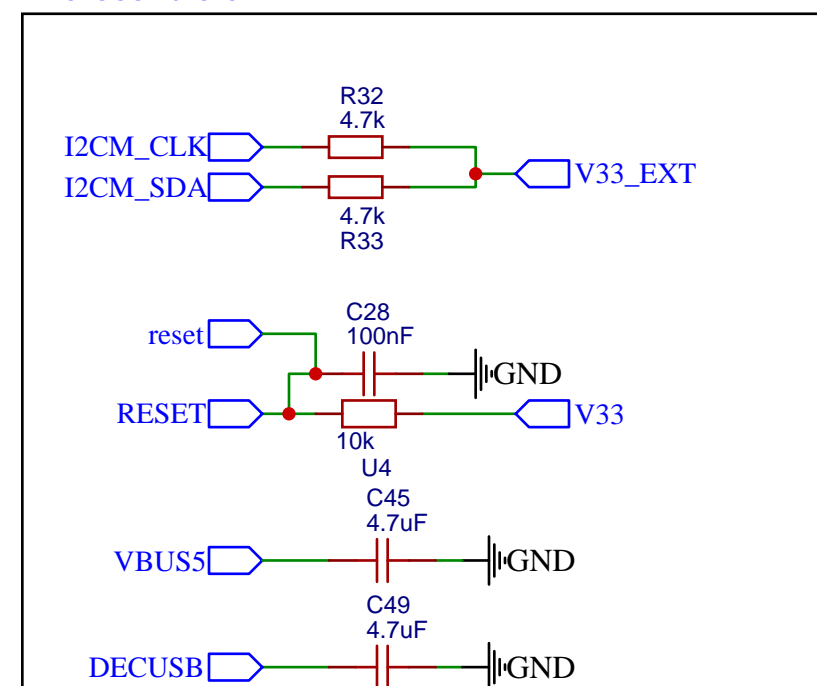 R32
4.7k
I2CM_CLK
V33_EXT
I2CM_SDA
4.7k
R33
C28
100nF
reset
GND
RESET
V33
10k
U4
C45
4.7uF
VBUS5
GND
C49
4.7uF
DECUSB
GND